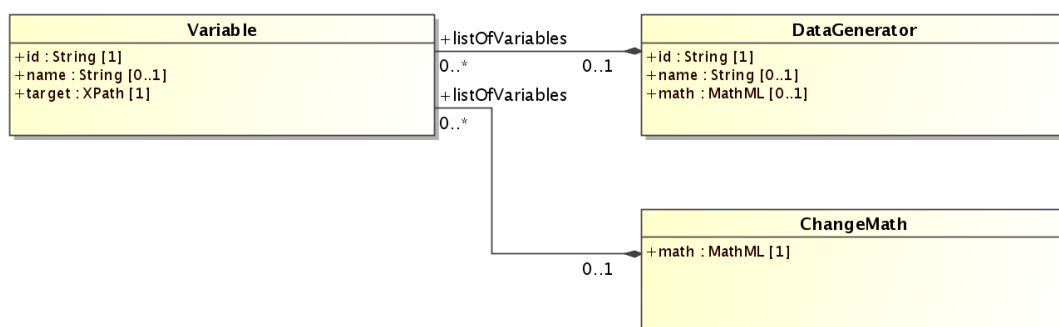 Variable
+id : String [1]
+name : String [0..1]
+target : XPath [1]
+listOfVariables
0..*
0..1
+listOfVariables
0..*
DataGenerator
+id : String [1]
+name : String [0..1]
+math : MathML [0..1]
ChangeMath
+math : MathML [1]
0..1